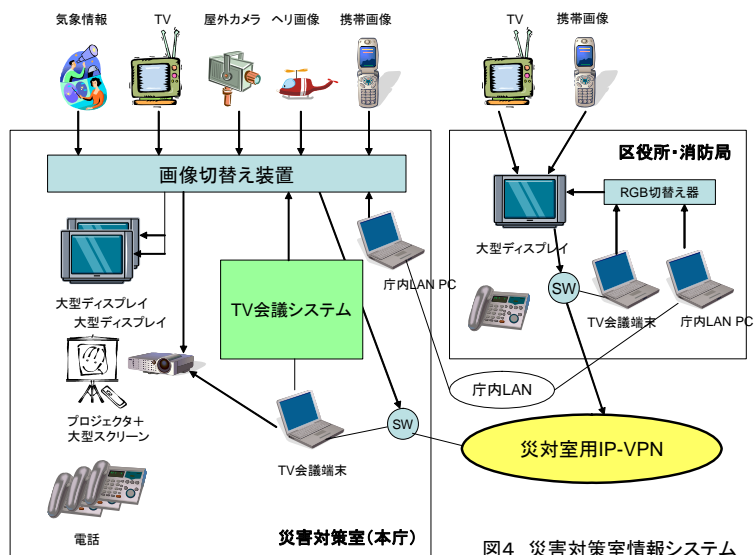 気象情報
TV
屋外カメラ
ヘリ画像
携帯画像
TV
携帯画像
画像切替え装置
区役所・消防局
RGB切替え器
大型ディスプレイ
大型ディスプレイ
大型ディスプレイ
TV会議システム
庁内LAN PC
SW
TV会議端末
庁内LAN PC
プロジェクタ+
大型スクリーン
庁内LAN
SW
災対室用IP-VPN
TV会議端末
電話
災害対策室(本庁)
図4 災害対策室情報システム